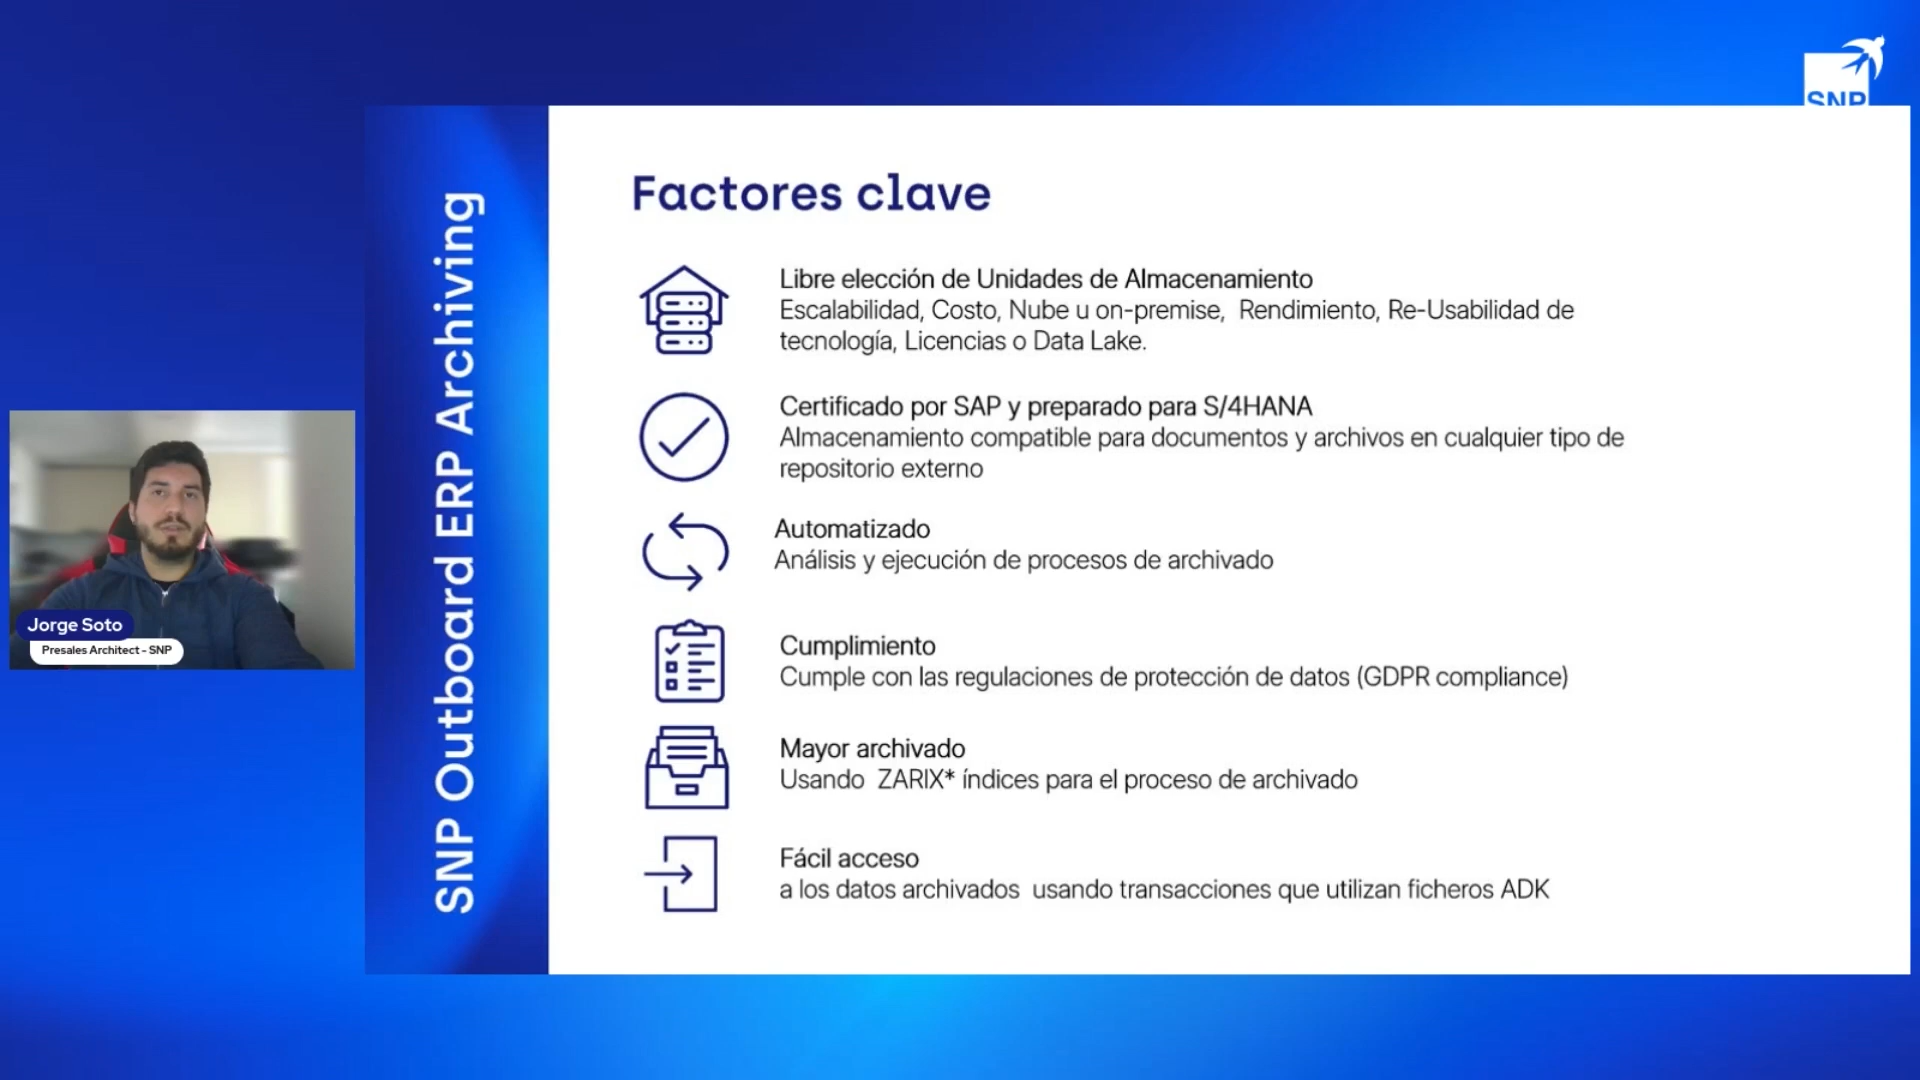 SNP
SNP Outboard ERP Archiving
Factores clave
Libre elección de Unidades de Almacenamiento
Escalabilidad, Costo, Nube u on-premise, Rendimiento, Re-Usabilidad de
tecnología, Licencias o Data Lake.
Certificado por SAP y preparado para S/4HANA
Almacenamiento compatible para documentos y archivos en cualquier tipo de
repositorio externo
Automatizado
Análisis y ejecución de procesos de archivado
Cumplimiento
Cumple con las regulaciones de protección de datos (GDPR compliance)
Mayor archivado
Usando ZARIX* índices para el proceso de archivado
Fácil acceso
a los datos archivados usando transacciones que utilizan ficheros ADK
Jorge Soto
Presales Architect - SNP